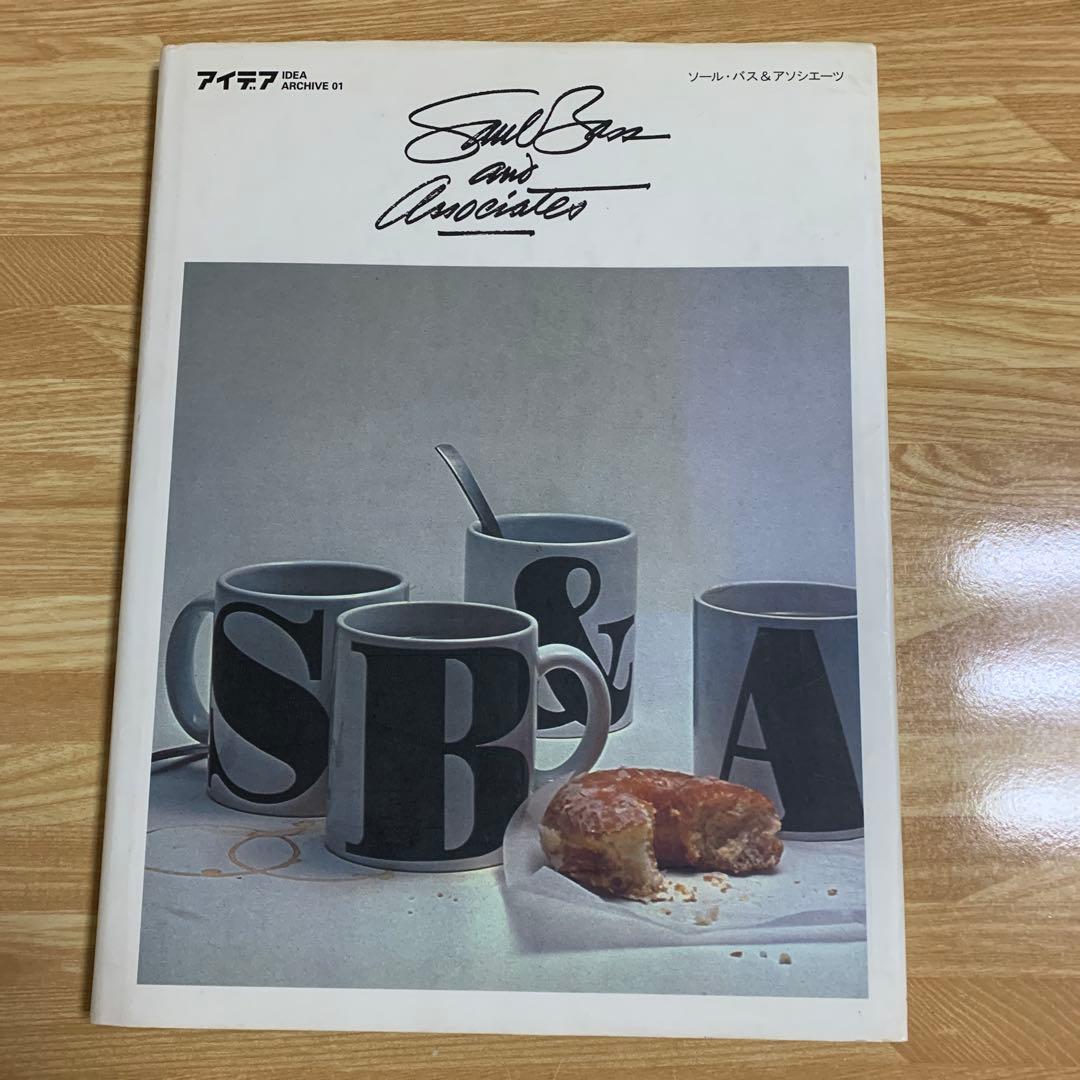 アイデア IDEA
ARCHIVE 01
ソール・バス&アソシエーツ
Saul Bass
and
Associates
S B & A